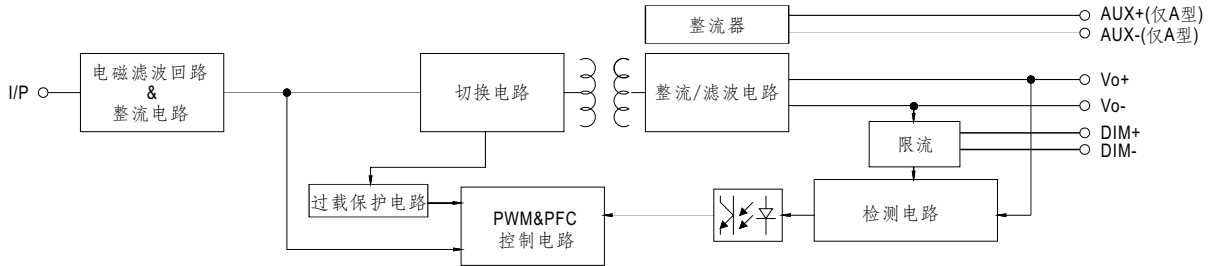 整流器
AUX+(仅A型)
AUX-(仅A型)
I/P
电磁滤波回路
&
整流电路
切换电路
整流/滤波电路
Vo+
Vo-
限流
DIM+
DIM-
过载保护电路
PWM&PFC
控制电路
检测电路